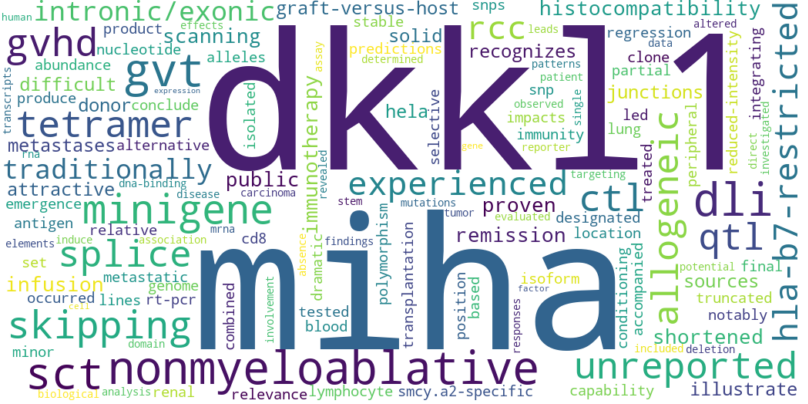 human
intronic/exonic
effects
graft-versus-host
snps
histocompatibility
gvhd
product
scanning
stable
solid
rcc
predictions
regression
altered
nucleotide
leads
data
abundance
gvt
alleles
assay
determined
recognizes
patterns
clone
produce
difficult
donor
conclude
snp
observed
patient
partial
transcripts
expression
isolated
dkkl1
hela
impacts
single
junctions
integrating
reduced-intensity
tetramer
immunotherapy
selective
immunity
reporter
led
lung
peripheral
metastases
alternative
gene
targeting
direct
investigated
rna
traditionally
public
revealed
treated
hla-b7-restricted
attractive
dna-binding
disease
carcinoma
experienced
ctl
allogeneic
dli
emergence
minigene
stem
mutations
tumor
proven
designated
antigen
relative
evaluated
remission
location
qtl
elements
mrna
polymorphism
induce
association
splice
cd8
absence
findings
miha
transplantation
position
isoform
conditioning
accompanied
set
metastatic
potential
final
infusion
genome
involvement
based
factor
sources
occurred
rt-pcr
lines
combined
tested
blood
responses
truncated
cell
notably
skipping
domain
shortened
minor
sct
nonmyeloablative
unreported
included
deletion
illustrate
biological
analysis
renal
relevance
lymphocyte
smcy.a2-specific
capability